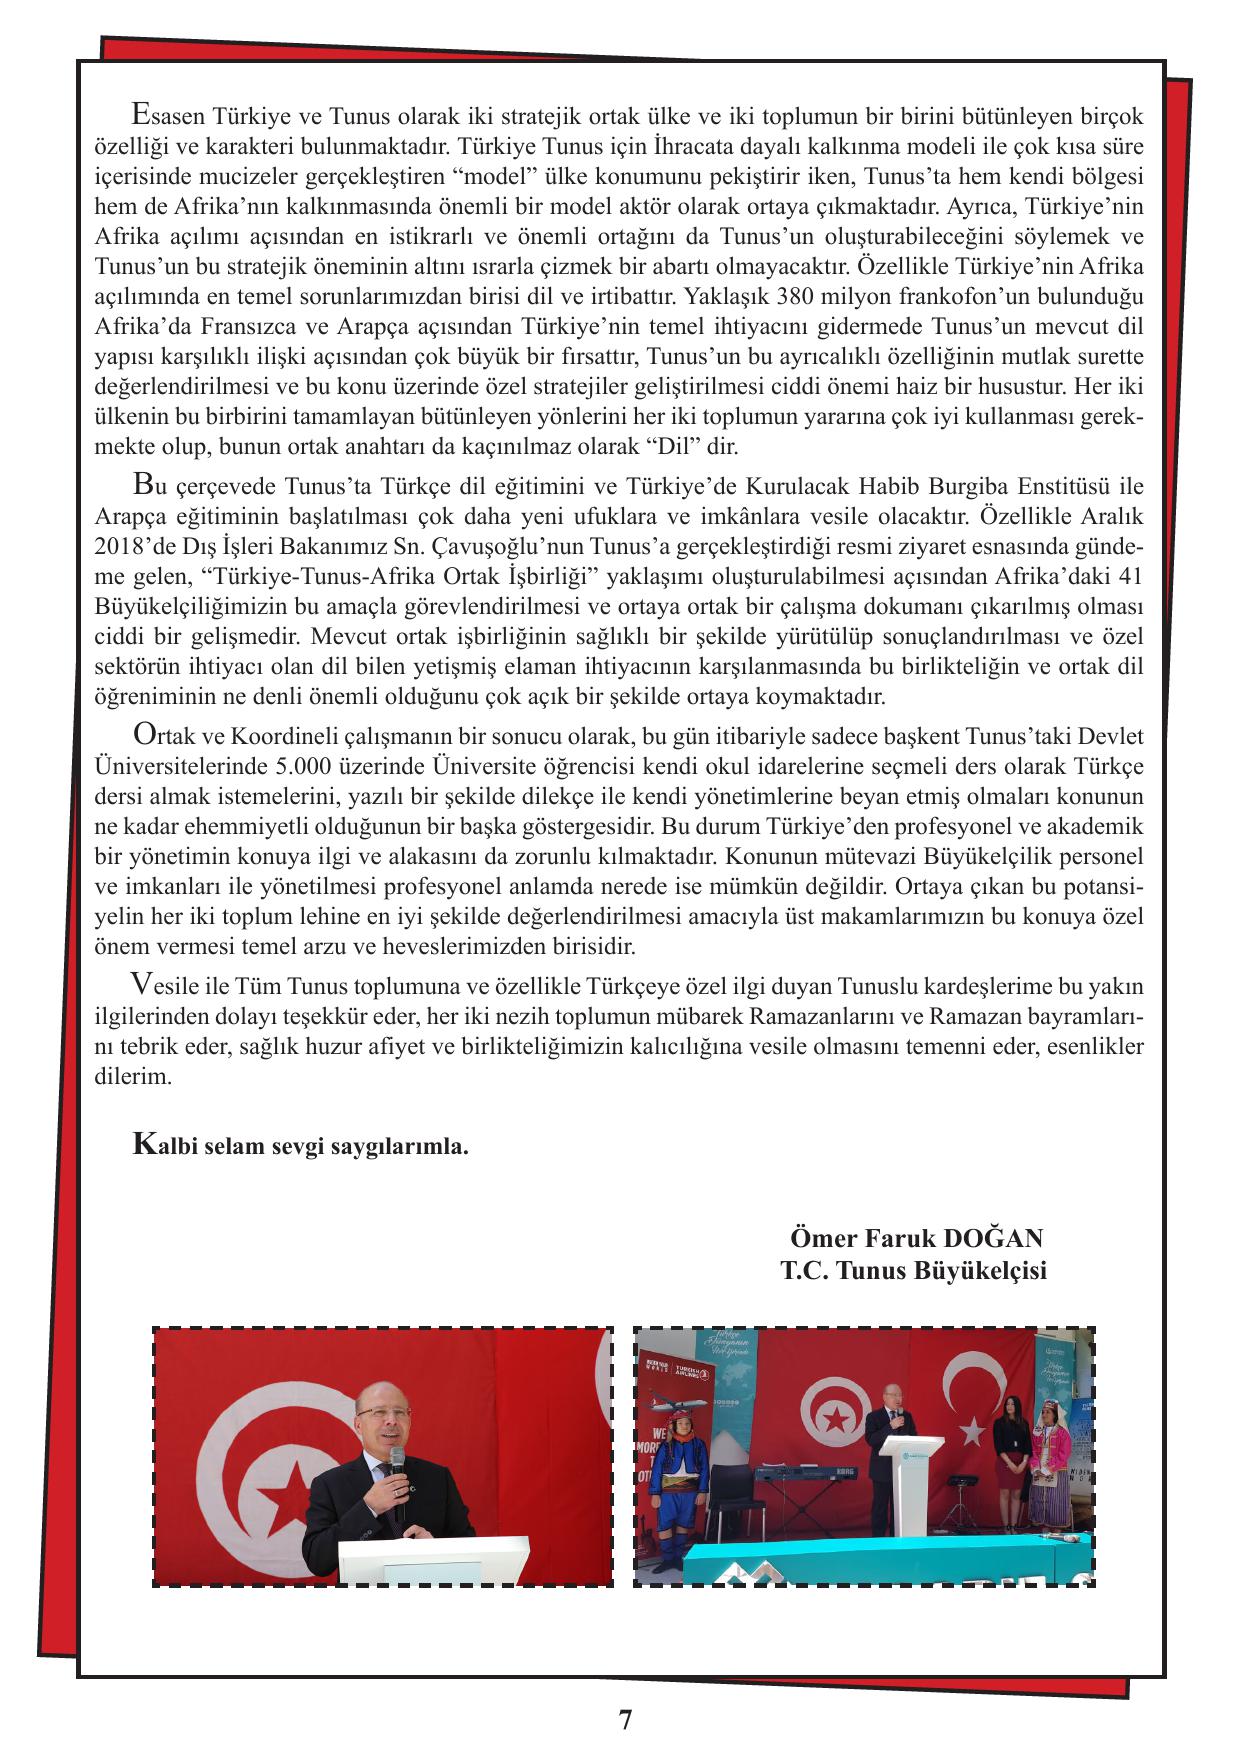 Esasen Türkiye ve Tunus olarak iki stratejik ortak ülke ve iki toplumun bir birini bütünleyen birçok
özelliği ve karakteri bulunmaktadır. Türkiye Tunus için İhracata dayalı kalkınma modeli ile çok kısa süre
içerisinde mucizeler gerçekleştiren “model” ülke konumunu pekiştirir iken, Tunus’ta hem kendi bölgesi
hem de Afrika’nın kalkınmasında önemli bir model aktör olarak ortaya çıkmaktadır. Ayrıca, Türkiye’nin
Afrika açılımı açısından en istikrarlı ve önemli ortağını da Tunus’un oluşturabileceğini söylemek ve
Tunus’un bu stratejik öneminin altını ısrarla çizmek bir abartı olmayacaktır. Özellikle Türkiye’nin Afrika
açılımında en temel sorunlarımızdan birisi dil ve irtibattır. Yaklaşık 380 milyon frankofon’un bulunduğu
Afrika’da Fransızca ve Arapça açısından Türkiye’nin temel ihtiyacını gidermede Tunus’un mevcut dil
yapısı karşılıklı ilişki açısından çok büyük bir fırsattır, Tunus’un bu ayrıcalıklı özelliğinin mutlak surette
değerlendirilmesi ve bu konu üzerinde özel stratejiler geliştirilmesi ciddi önemi haiz bir husustur. Her iki
ülkenin bu birbirini tamamlayan bütünleyen yönlerini her iki toplumun yararına çok iyi kullanması gerek-
mekte olup, bunun ortak anahtarı da kaçınılmaz olarak “Dil” dir.
Bu çerçevede Tunus’ta Türkçe dil eğitimini ve Türkiye’de Kurulacak Habib Burgiba Enstitüsü ile
Arapça eğitiminin başlatılması çok daha yeni ufuklara ve imkânlara vesile olacaktır. Özellikle Aralık
2018’de Dış İşleri Bakanımız Sn. Çavuşoğlu’nun Tunus’a gerçekleştirdiği resmi ziyaret esnasında günde-
me gelen, “Türkiye-Tunus-Afrika Ortak İşbirliği” yaklaşımı oluşturulabilmesi açısından Afrika’daki 41
Büyükelçiliğimizin bu amaçla görevlendirilmesi ve ortaya ortak bir çalışma dokumanı çıkarılmış olması
ciddi bir gelişmedir. Mevcut ortak işbirliğinin sağlıklı bir şekilde yürütülüp sonuçlandırılması ve özel
sektörün ihtiyacı olan dil bilen yetişmiş elaman ihtiyacının karşılanmasında bu birlikteliğin ve ortak dil
öğreniminin ne denli önemli olduğunu çok açık bir şekilde ortaya koymaktadır.
Ortak ve Koordineli çalışmanın bir sonucu olarak, bu gün itibariyle sadece başkent Tunus’taki Devlet
Üniversitelerinde 5.000 üzerinde Üniversite öğrencisi kendi okul idarelerine seçmeli ders olarak Türkçe
dersi almak istemelerini, yazılı bir şekilde dilekçe ile kendi yönetimlerine beyan etmiş olmaları konunun
ne kadar ehemmiyetli olduğunun bir başka göstergesidir. Bu durum Türkiye’den profesyonel ve akademik
bir yönetimin konuya ilgi ve alakasını da zorunlu kılmaktadır. Konunun mütevazi Büyükelçilik personel
ve imkanları ile yönetilmesi profesyonel anlamda nerede ise mümkün değildir. Ortaya çıkan bu potansi-
yelin her iki toplum lehine en iyi şekilde değerlendirilmesi amacıyla üst makamlarımızın bu konuya özel
önem vermesi temel arzu ve heveslerimizden birisidir.
Vesile ile Tüm Tunus toplumuna ve özellikle Türkçeye özel ilgi duyan Tunuslu kardeşlerime bu yakın
ilgilerinden dolayı teşekkür eder, her iki nezih toplumun mübarek Ramazanlarını ve Ramazan bayramları-
nı tebrik eder, sağlık huzur afiyet ve birlikteliğimizin kalıcılığına vesile olmasını temenni eder, esenlikler
dilerim.
Kalbi selam sevgi saygılarımla.
Ömer Faruk DOĞAN
T.C. Tunus Büyükelçisi
TURKISH
AIRLINES
WE
KORG
7